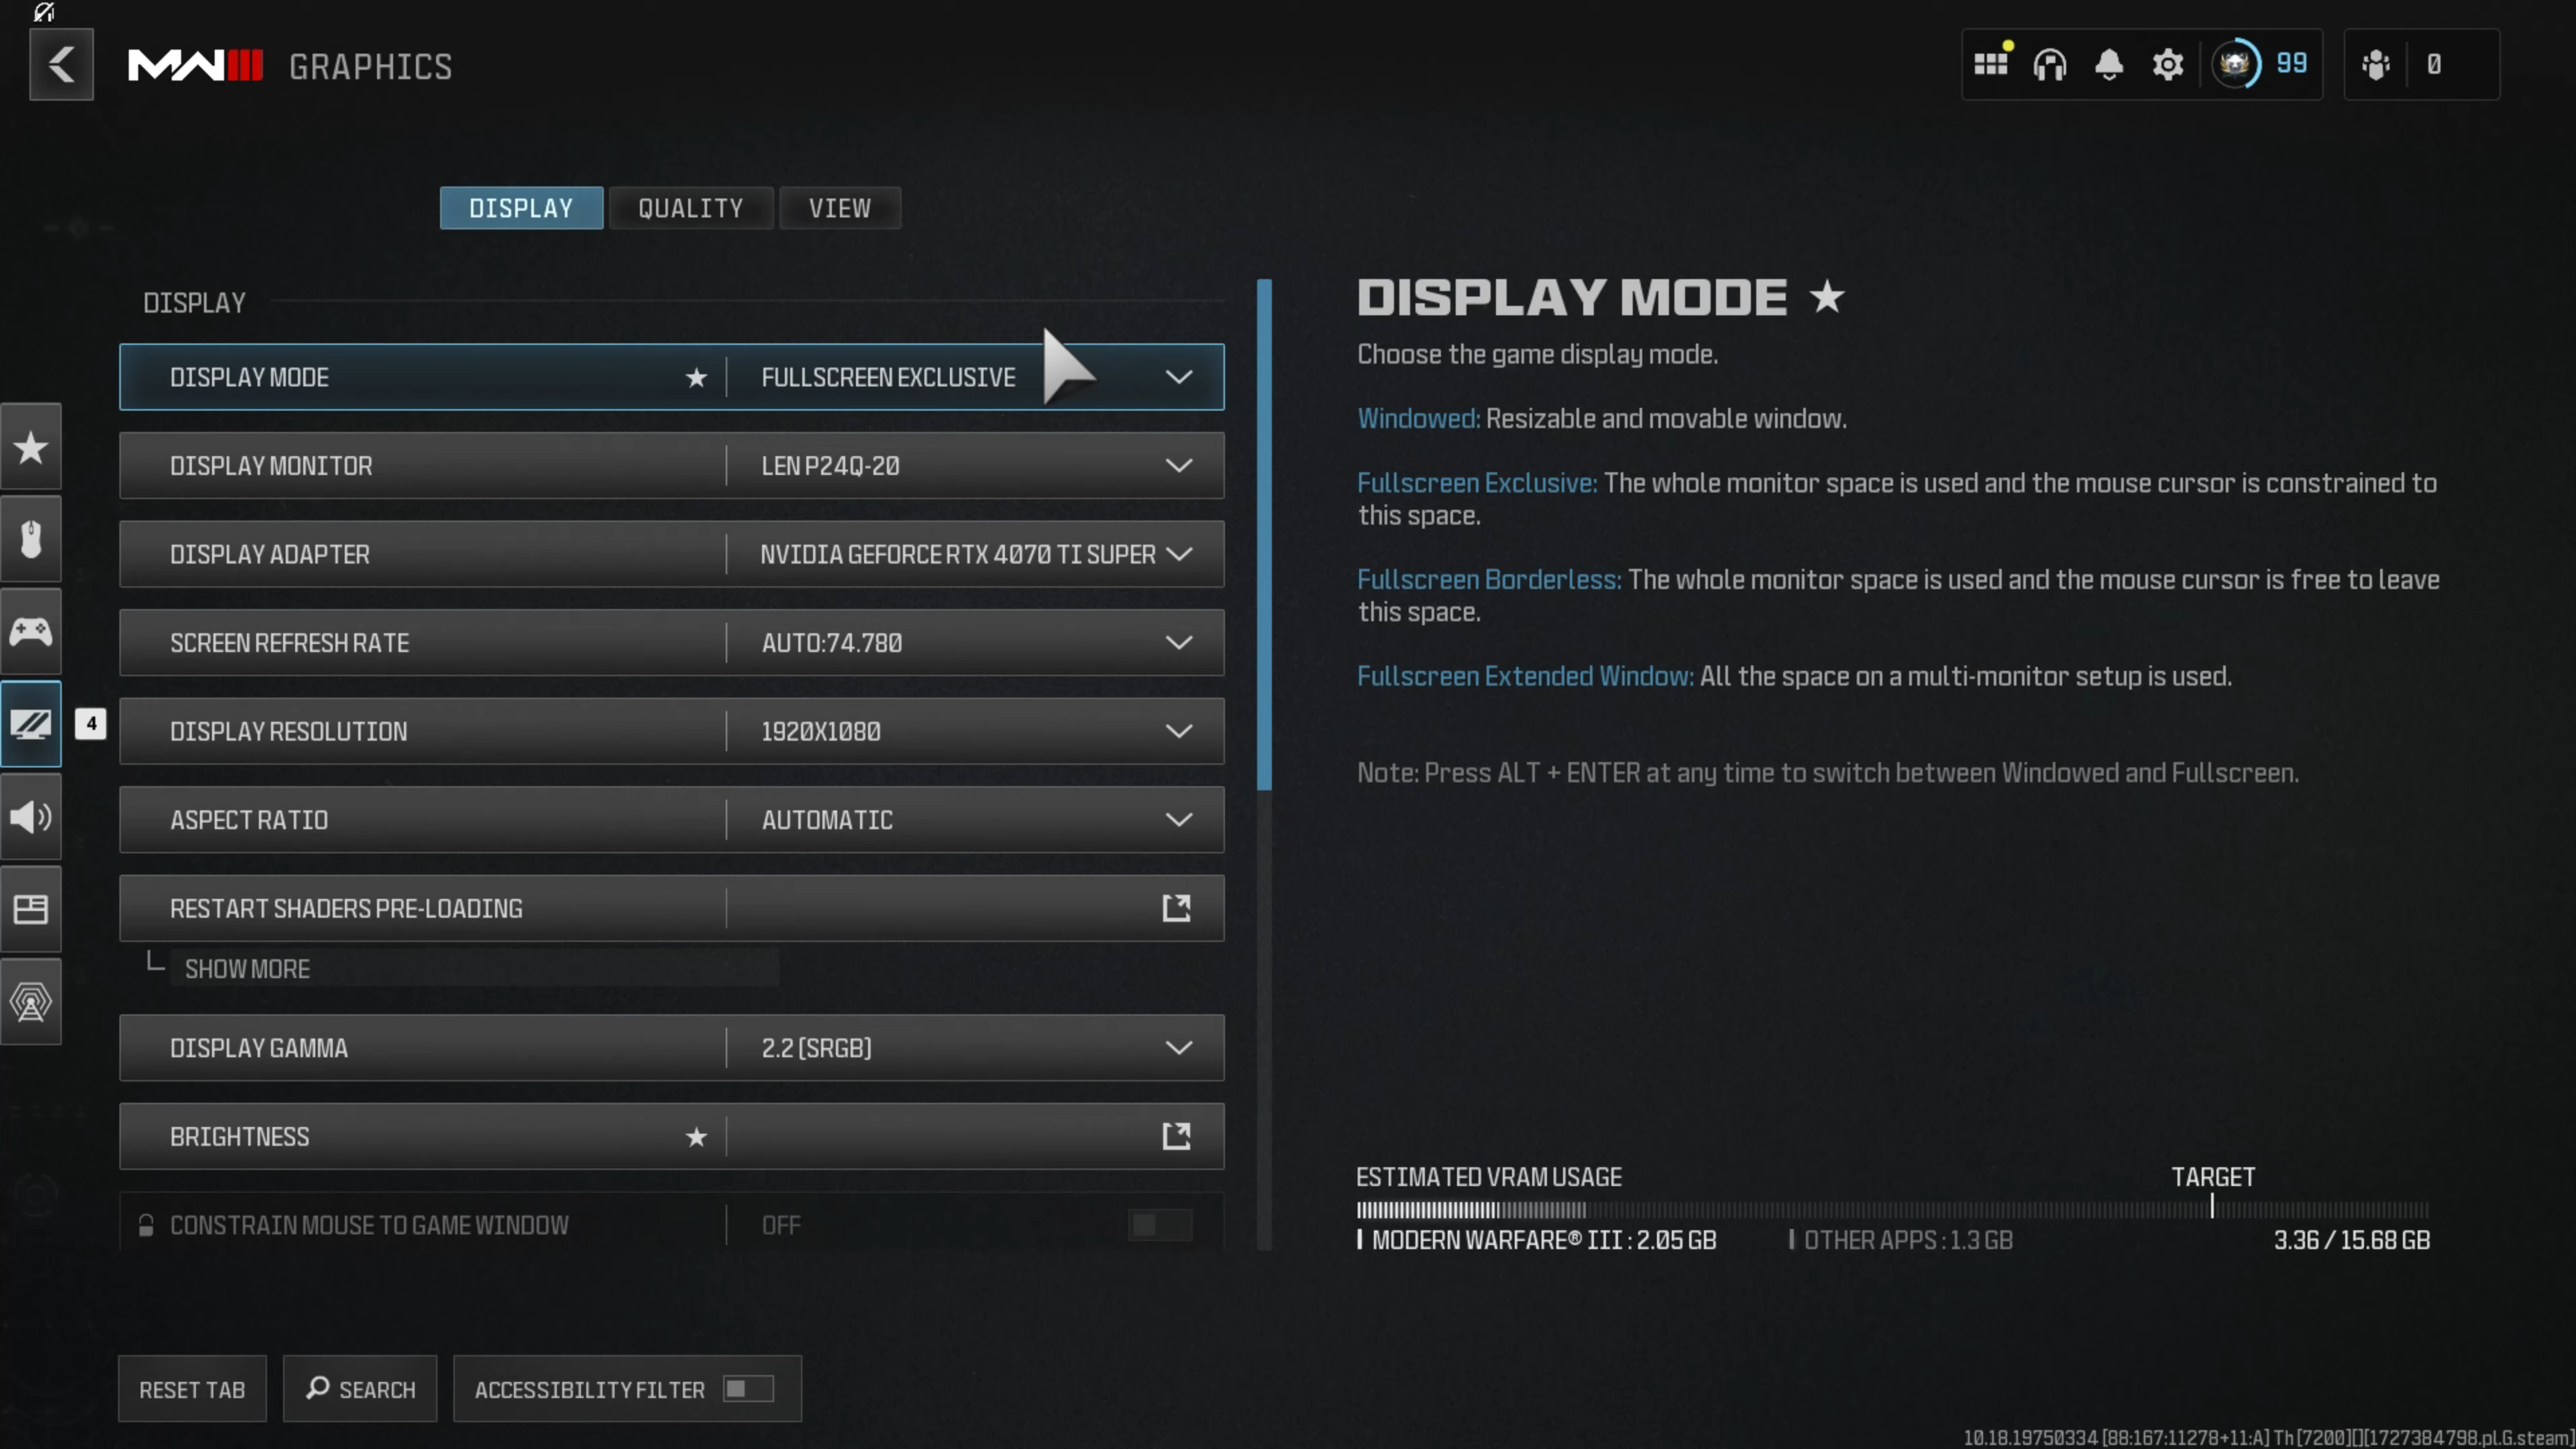 MWIII GRAPHICS
99
0
DISPLAY
QUALITY
VIEW
DISPLAY
DISPLAY MODE
FULLSCREEN EXCLUSIVE
DISPLAY MONITOR
LEN P24Q-20
DISPLAY ADAPTER
NVIDIA GEFORCE RTX 4070 TI SUPER
SCREEN REFRESH RATE
AUTO:74.780
4
DISPLAY RESOLUTION
1920X1080
ASPECT RATIO
AUTOMATIC
RESTART SHADERS PRE-LOADING
SHOW MORE
DISPLAY GAMMA
2.2 (SRGB)
BRIGHTNESS
CONSTRAIN MOUSE TO GAME WINDOW
OFF
DISPLAY MODE
Choose the game display mode.
Windowed: Resizable and movable window.
Fullscreen Exclusive: The whole monitor space is used and the mouse cursor is constrained to
this space.
Fullscreen Borderless: The whole monitor space is used and the mouse cursor is free to leave
this space.
Fullscreen Extended Window: All the space on a multi-monitor setup is used.
Note: Press ALT + ENTER at any time to switch between Windowed and Fullscreen.
ESTIMATED VRAM USAGE
TARGET
MODERN WARFARE® III : 2.05 GB
OTHER APPS : 1.3 GB
3.36 / 15.68 GB
RESET TAB
SEARCH
ACCESSIBILITY FILTER
10.18.19750334 [88:167:11278+11:A] Th [7200][][1727384798.pl.G.steam]